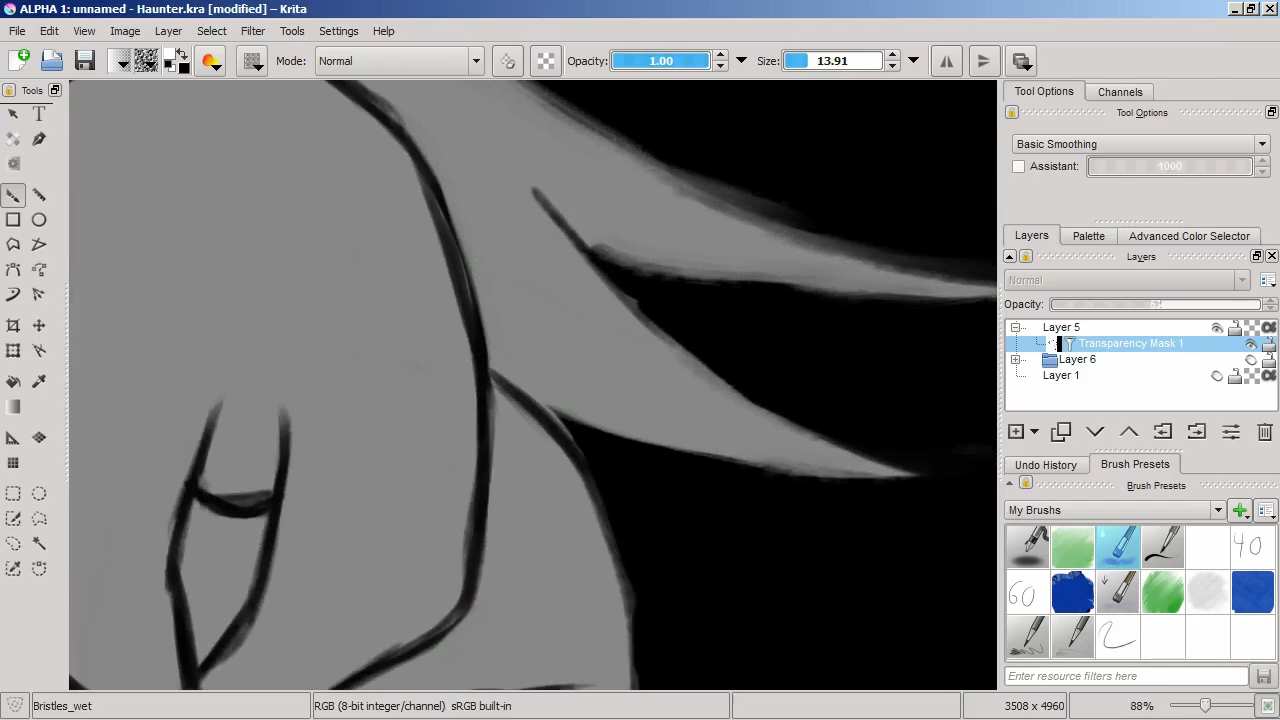 ALPHA 1: unnamed - Haunter.kra [modified] – Krita
File Edit View Image Layer Select Filter Tools Settings Help
Mode: Normal Opacity: 1.00 Size: 13.91
Tools
T
Tool Options Channels
Tool Options
Basic Smoothing
Assistant: 1000
Layers Palette Advanced Color Selector
Layers
Normal
Opacity:
Layer 5
Transparency Mask 1
Layer 6
Layer 1
Undo History Brush Presets
Brush Presets
My Brushs
40
60
Enter resource filters here
Bristles_wet RGB (8-bit integer/channel) sRGB built-in 3508 x 4960 88%